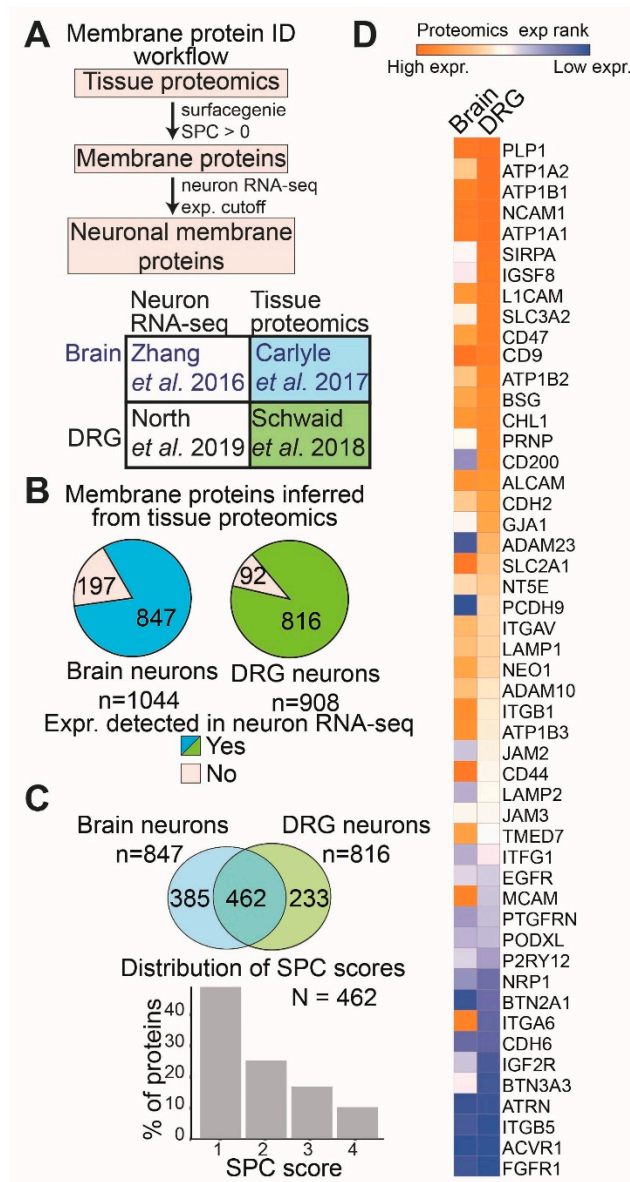 A
Membrane protein ID
workflow
Tissue proteomics
surfacegenie
SPC > 0
Membrane proteins
neuron RNA-seq
exp. cutoff
Neuronal membrane
proteins
Neuron
RNA-seq
Tissue
proteomics
Brain
Zhang
et al. 2016
Carlyle
et al. 2017
DRG
North
et al. 2019
Schwaid
et al. 2018
B
Membrane proteins inferred
from tissue proteomics
197
847
92
816
Brain neurons
n=1044
DRG neurons
n=908
Expr. detected in neuron RNA-seq
Yes
No
C
Brain neurons
n=847
DRG neurons
n=816
385
462
233
Distribution of SPC scores
N = 462
% of proteins
40
30
20
10
0
1
2
3
4
SPC score
D
Proteomics exp rank
High expr.
Low expr.
Brain
DRG
PLP1
ATP1A2
ATP1B1
NCAM1
ATP1A1
SIRPA
IGSF8
L1CAM
SLC3A2
CD47
CD9
ATP1B2
BSG
CHL1
PRNP
CD200
ALCAM
CDH2
GJA1
ADAM23
SLC2A1
NT5E
PCDH9
ITGAV
LAMP1
NEO1
ADAM10
ITGB1
ATP1B3
JAM2
CD44
LAMP2
JAM3
TMED7
ITFG1
EGFR
MCAM
PTGFRN
PODXL
P2RY12
NRP1
BTN2A1
ITGA6
CDH6
IGF2R
BTN3A3
ATRN
ITGB5
ACVR1
FGFR1